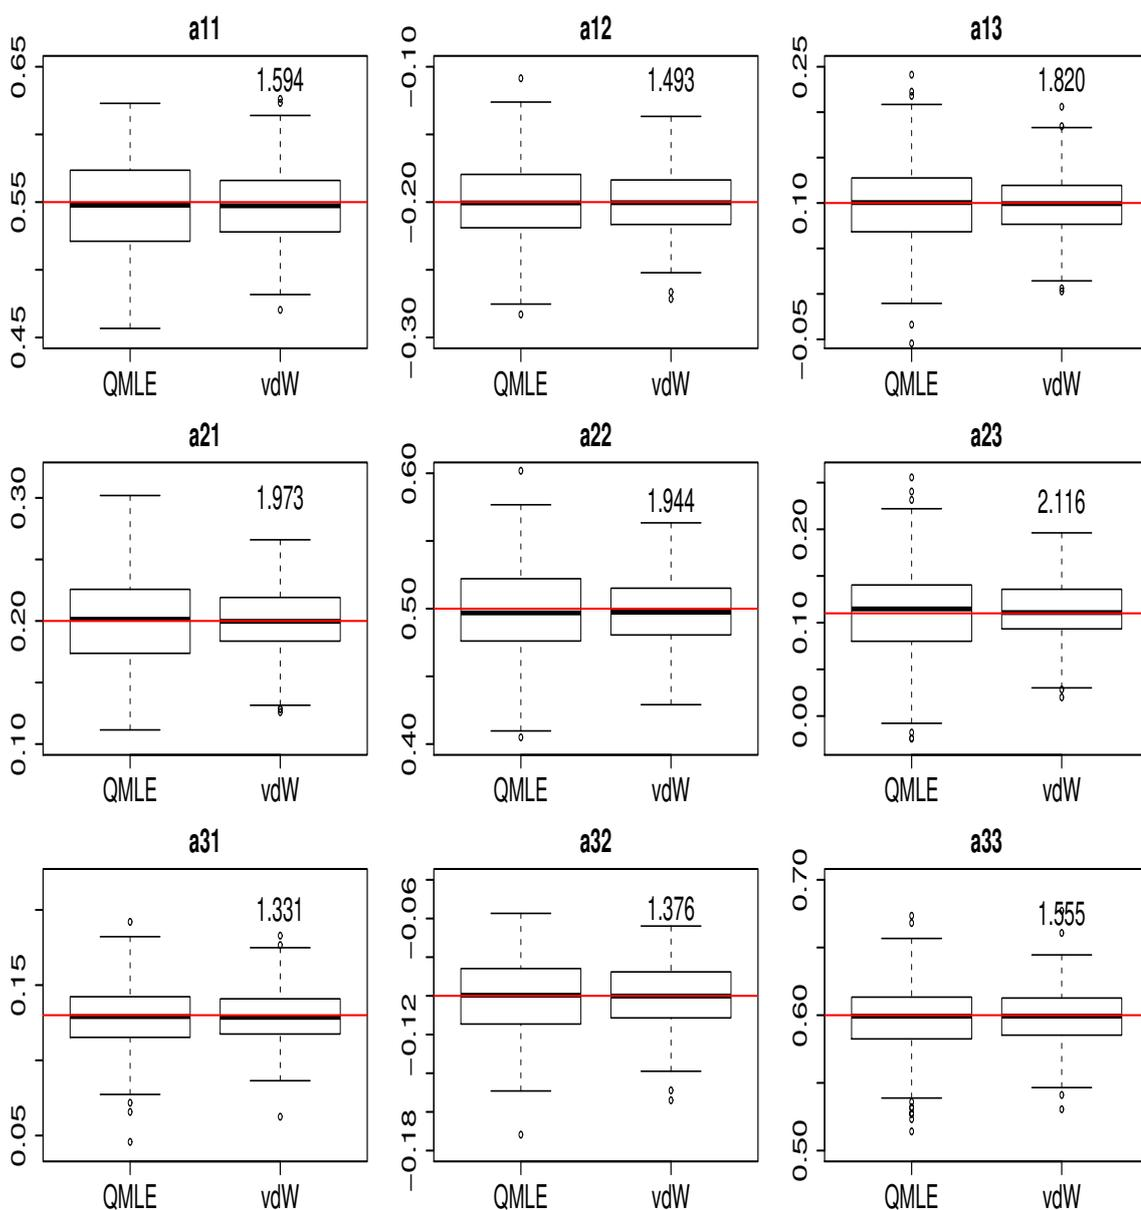 a11 a12 a13
0.65 0.55 0.45 1.594 QMLE vdW
−0.10 −0.20 −0.30 1.493 QMLE vdW
0.25 0.10 −0.05 1.820 QMLE vdW
a21 a22 a23
0.30 0.20 0.10 1.973 QMLE vdW
0.60 0.50 0.40 1.944 QMLE vdW
0.20 0.10 0.00 2.116 QMLE vdW
a31 a32 a33
0.15 0.05 1.331 QMLE vdW
−0.06 −0.12 −0.18 1.376 QMLE vdW
0.70 0.60 0.50 1.555 QMLE vdW